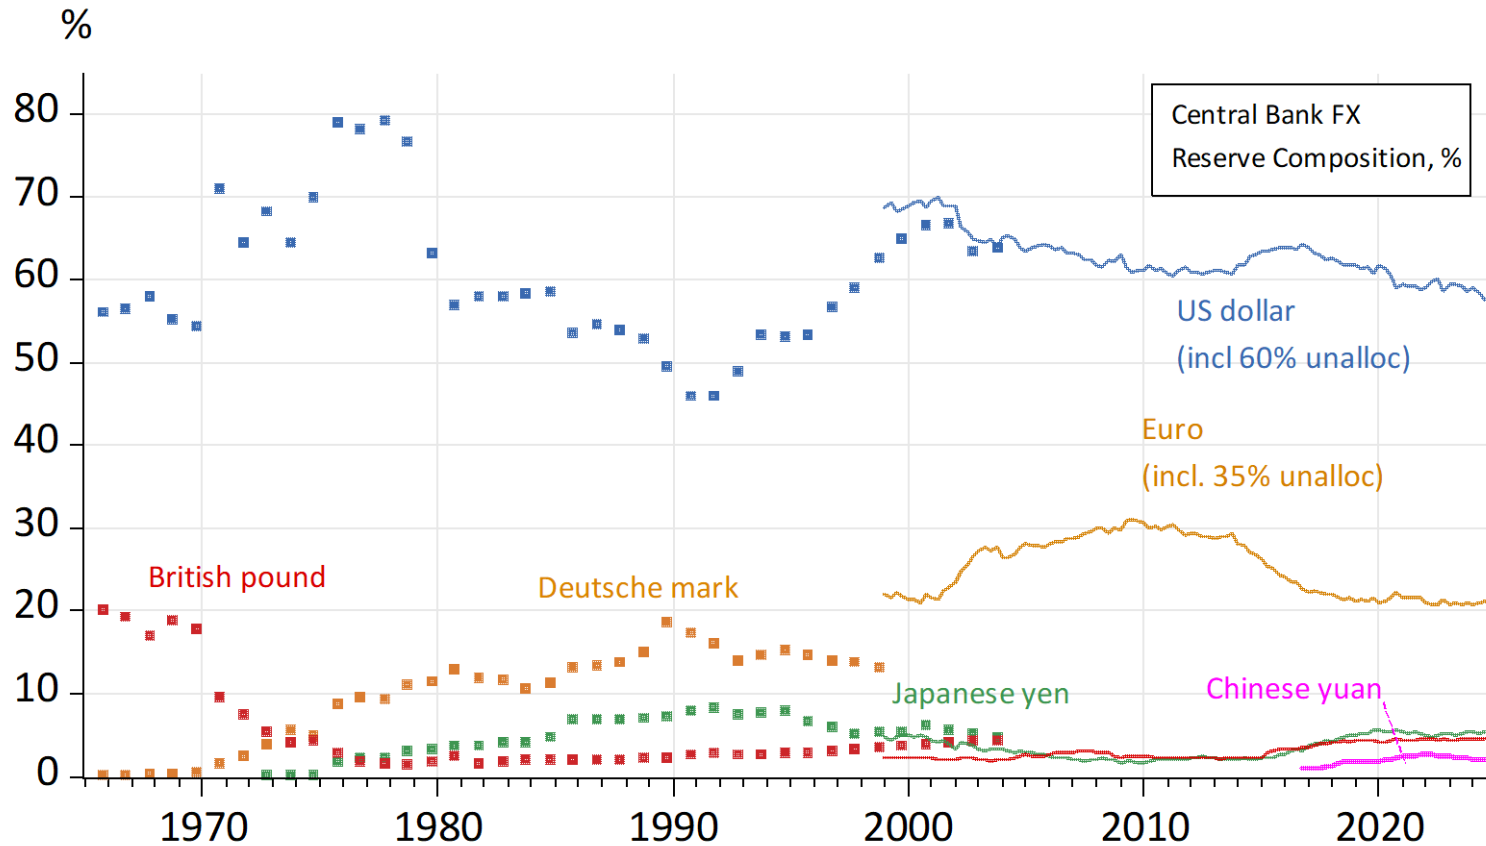 %
80
70
60
50
40
30
20
10
0
Central Bank FX
Reserve Composition, %
US dollar
(incl 60% unalloc)
Euro
(incl. 35% unalloc)
British pound
Deutsche mark
Japanese yen
Chinese yuan
1970
1980
1990
2000
2010
2020